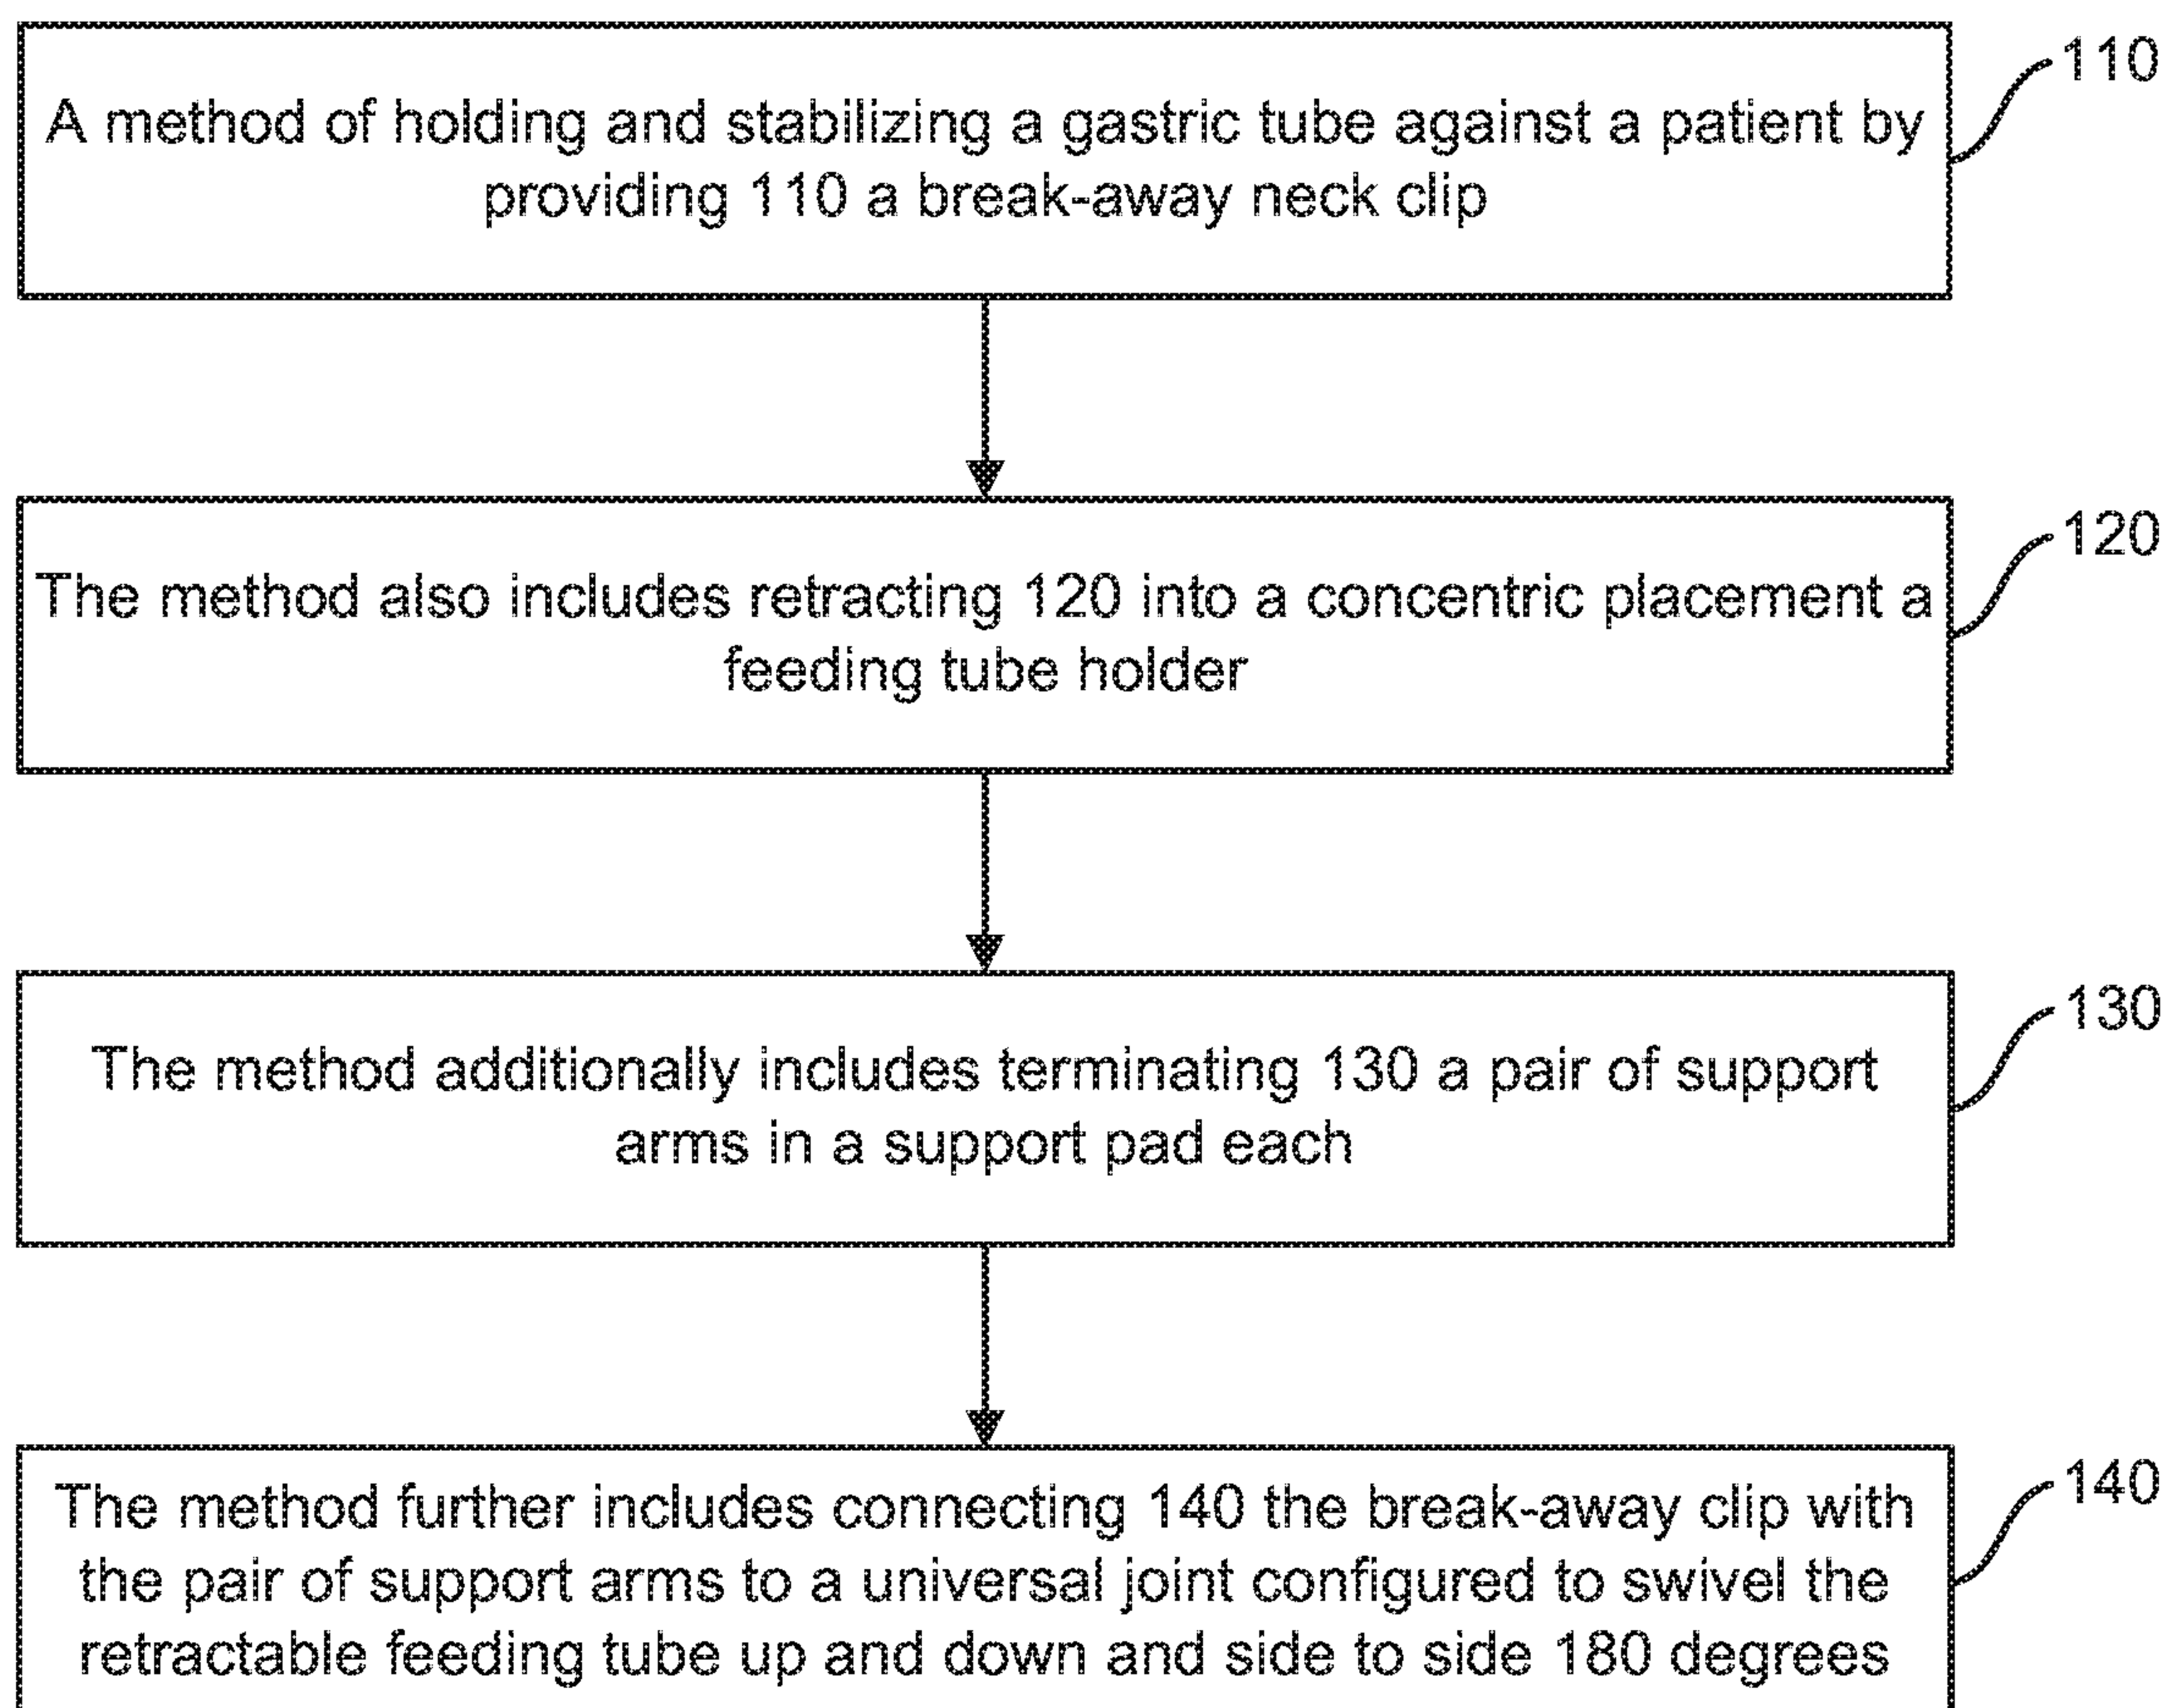 A method of holding and stabilizing a gastric tube against a patient by
providing 110 a break-away neck clip
110
The method also includes retracting 120 into a concentric placement a
feeding tube holder
120
The method additionally includes terminating 130 a pair of support
arms in a support pad each
130
The method further includes connecting 140 the break-away clip with
the pair of support arms to a universal joint configured to swivel the
retractable feeding tube up and down and side to side 180 degrees
140